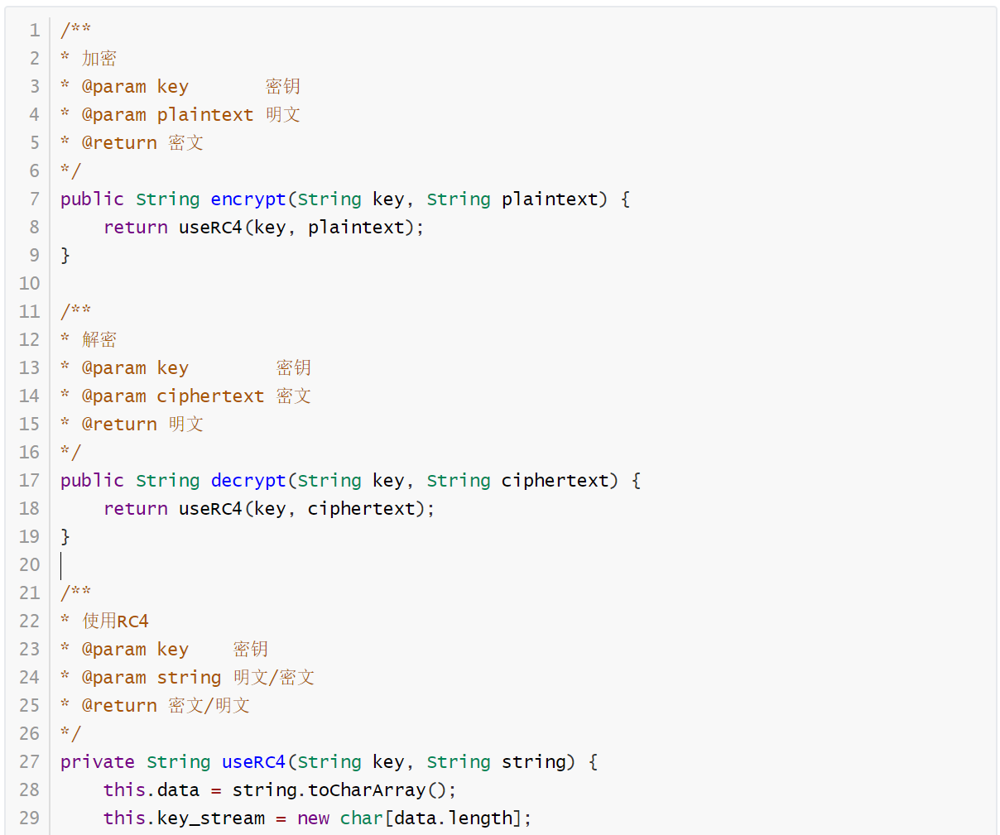 1 /**
2 * 加密
3 * @param key       密钥
4 * @param plaintext 明文
5 * @return 密文
6 */
7 public String encrypt(String key, String plaintext) {
8     return useRC4(key, plaintext);
9 }
10
11 /**
12 * 解密
13 * @param key        密钥
14 * @param ciphertext 密文
15 * @return 明文
16 */
17 public String decrypt(String key, String ciphertext) {
18     return useRC4(key, ciphertext);
19 }
20
21 /**
22 * 使用RC4
23 * @param key    密钥
24 * @param string 明文/密文
25 * @return 密文/明文
26 */
27 private String useRC4(String key, String string) {
28     this.data = string.toCharArray();
29     this.key_stream = new char[data.length];